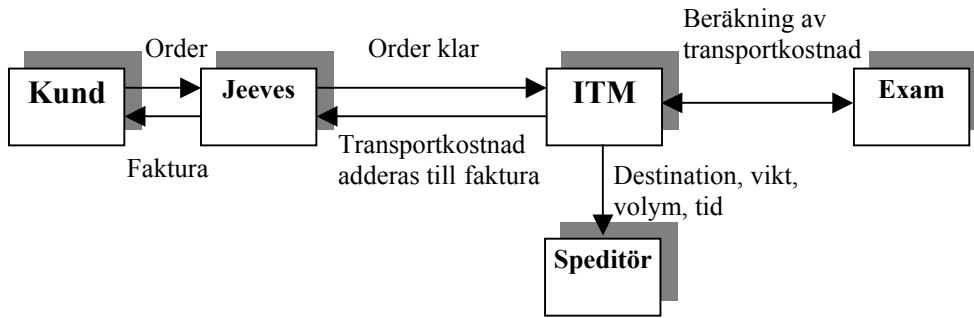 Order
Order klar
Beräkning av
transportkostnad
Kund
Jeeves
ITM
Exam
Faktura
Transportkostnad
adderas till faktura
Destination, vikt,
volym, tid
Speditör